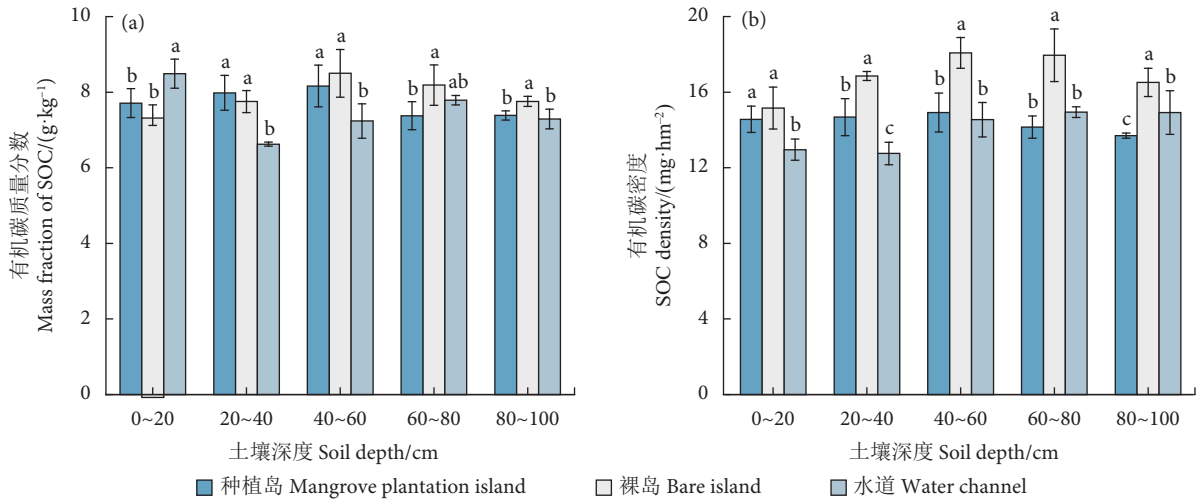 (a)
有机碳质量分数
Mass fraction of SOC/(g·kg⁻¹)
10
8
6
4
2
0
b b a
a a b
a a b
b a ab
b a b
0~20 20~40 40~60 60~80 80~100
土壤深度 Soil depth/cm
(b)
有机碳密度
SOC density/(mg·hm⁻²)
20
16
12
8
4
0
a a b
b a c
b a b
b a b
c a b
0~20 20~40 40~60 60~80 80~100
土壤深度 Soil depth/cm
种植岛 Mangrove plantation island 裸岛 Bare island 水道 Water channel